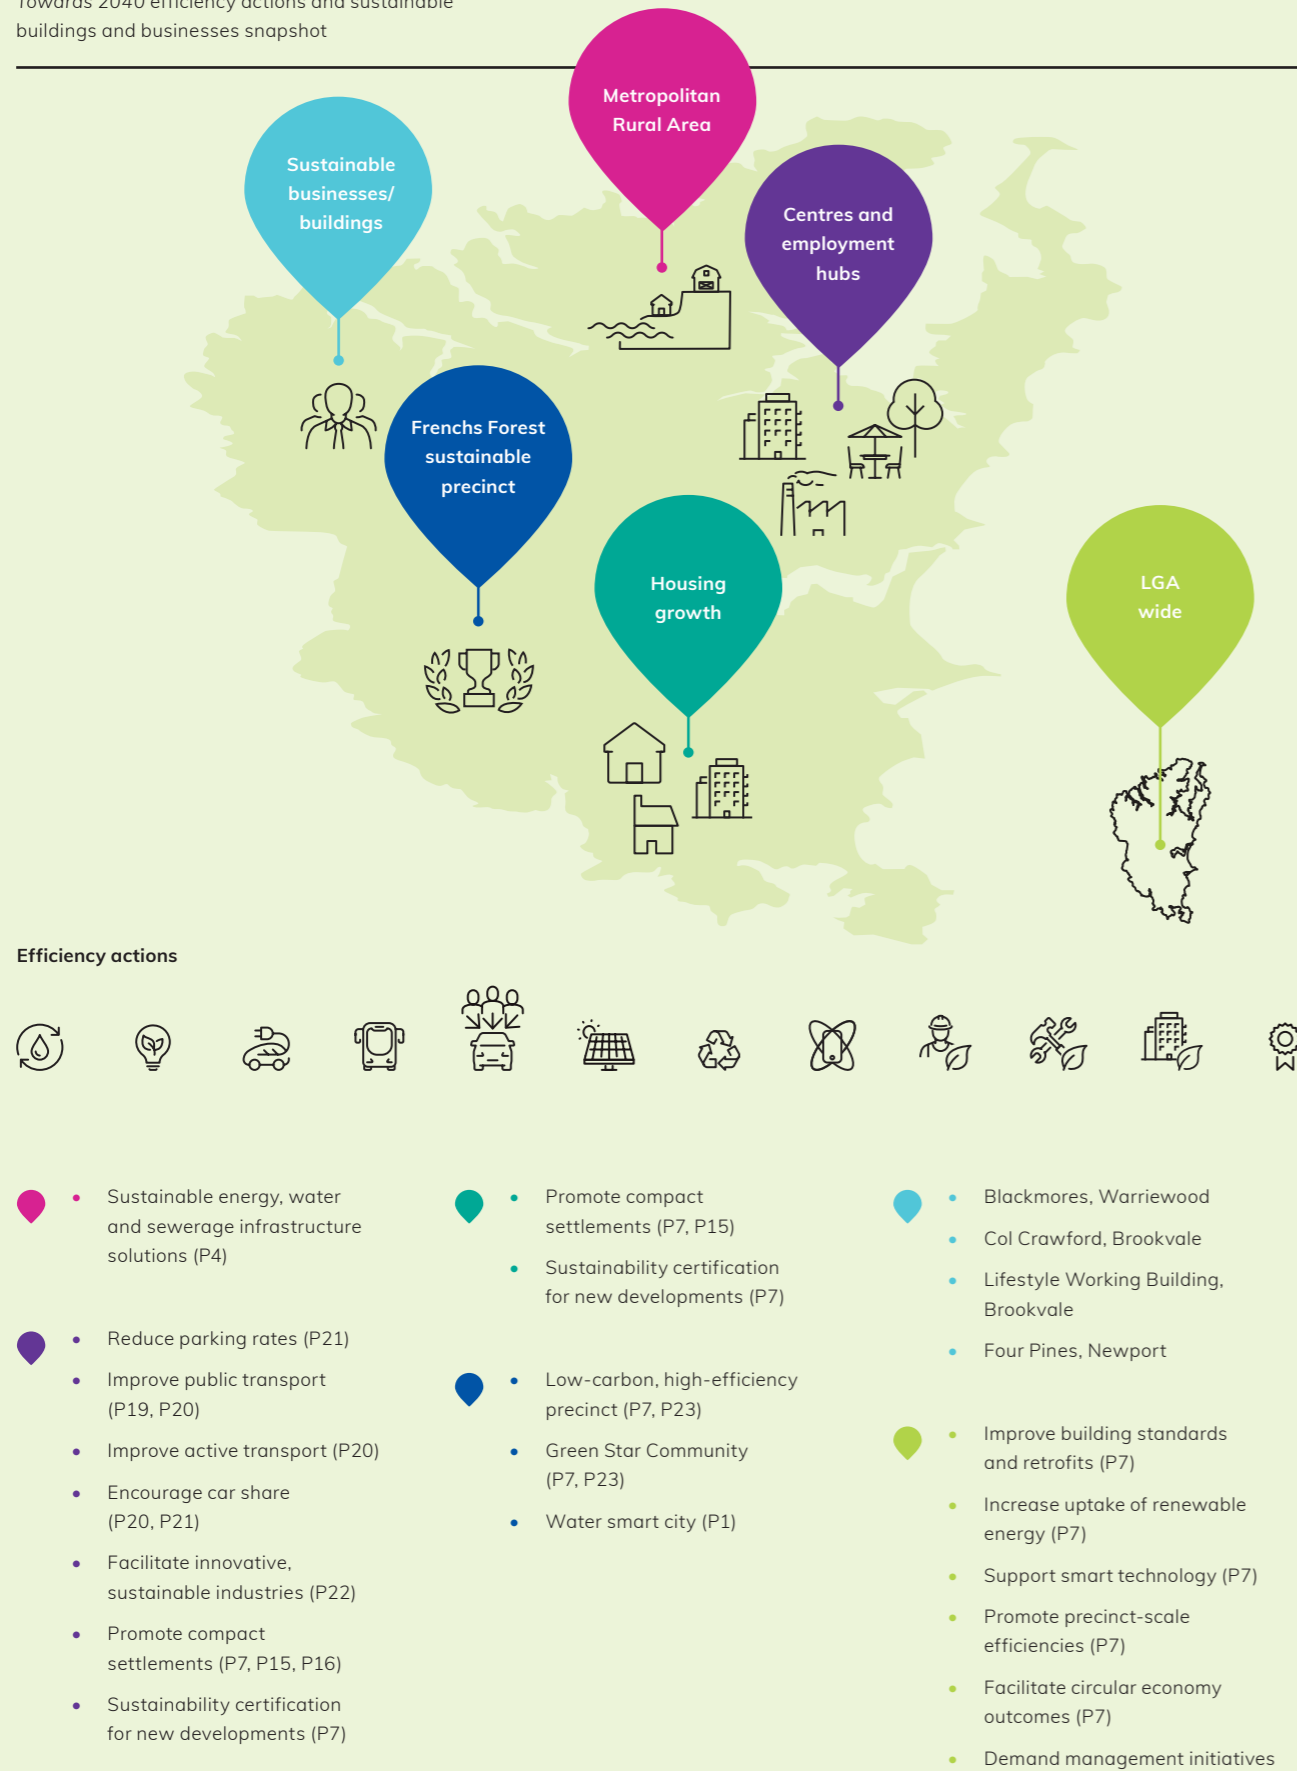 Towards 2040 efficiency actions and sustainable
buildings and businesses snapshot
Metropolitan
Rural Area
Sustainable
businesses/
buildings
Centres and
employment
hubs
Frenchs Forest
sustainable
precinct
Housing
growth
LGA
wide
Efficiency actions
Sustainable energy, water
and sewerage infrastructure
solutions (P4)
Reduce parking rates (P21)
Improve public transport
(P19, P20)
Improve active transport (P20)
Encourage car share
(P20, P21)
Facilitate innovative,
sustainable industries (P22)
Promote compact
settlements (P7, P15, P16)
Sustainability certification
for new developments (P7)
Promote compact
settlements (P7, P15)
Sustainability certification
for new developments (P7)
Low-carbon, high-efficiency
precinct (P7, P23)
Green Star Community
(P7, P23)
Water smart city (P1)
Blackmores, Warriewood
Col Crawford, Brookvale
Lifestyle Working Building,
Brookvale
Four Pines, Newport
Improve building standards
and retrofits (P7)
Increase uptake of renewable
energy (P7)
Support smart technology (P7)
Promote precinct-scale
efficiencies (P7)
Facilitate circular economy
outcomes (P7)
Demand management initiatives